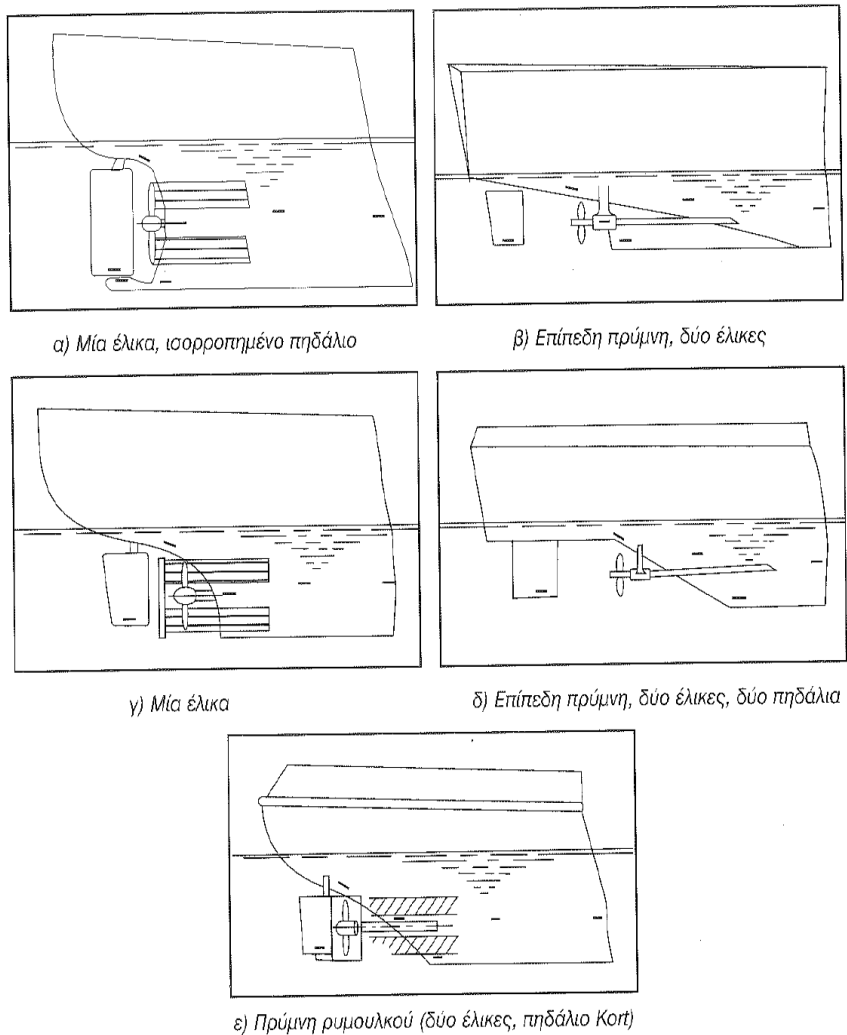 α) Μία έλικα, ισορροπημένο πηδάλιο
β) Επίπεδη πρύμνη, δύο έλικες
γ) Μία έλικα
δ) Επίπεδη πρύμνη, δύο έλικες, δύο πηδάλια
ε) Πρύμνη ρυμουλκού (δύο έλικες, πηδάλιο Kort)